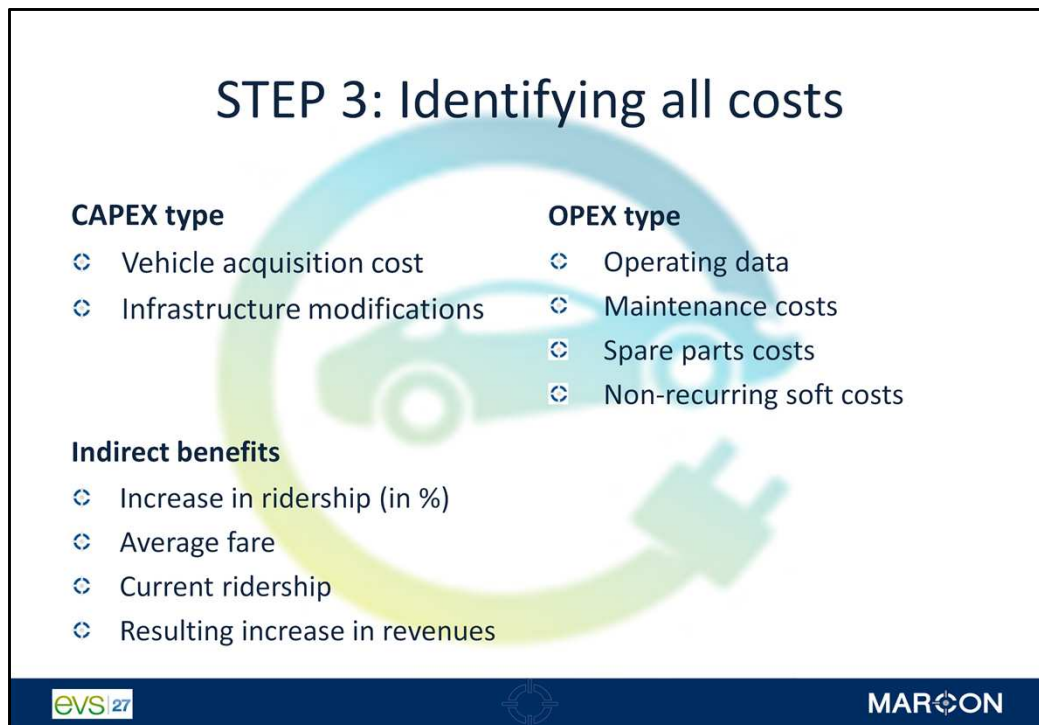 STEP 3: Identifying all costs
CAPEX type
Vehicle acquisition cost
Infrastructure modifications
OPEX type
Operating data
Maintenance costs
Spare parts costs
Non-recurring soft costs
Indirect benefits
Increase in ridership (in %)
Average fare
Current ridership
Resulting increase in revenues
evs 27
MARCON